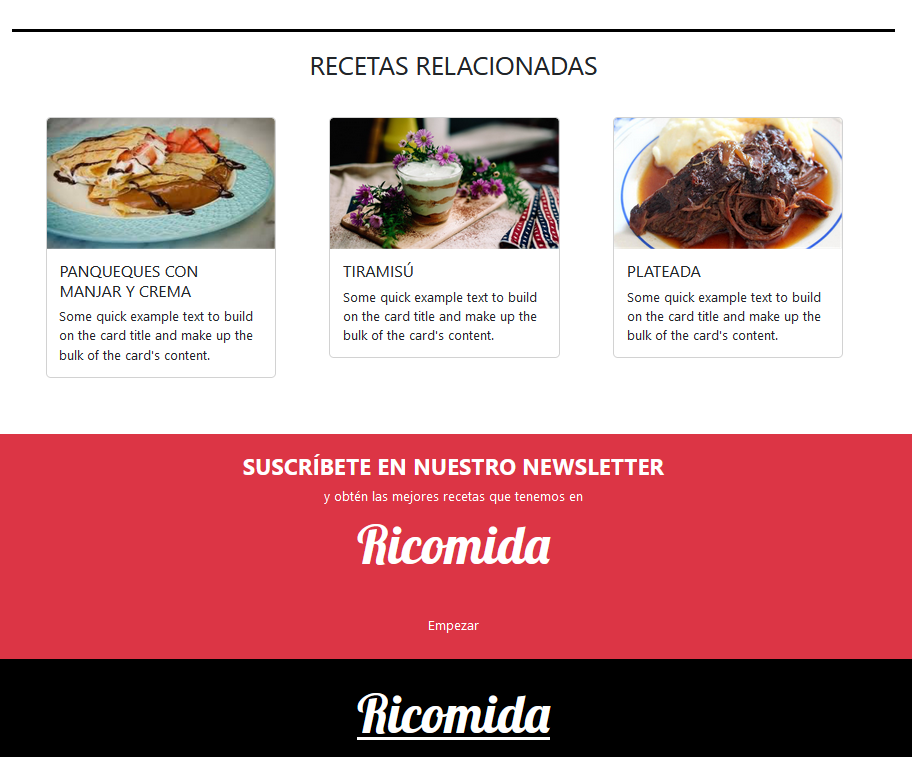 RECETAS RELACIONADAS
PANQUEQUES CON
MANJAR Y CREMA
Some quick example text to build
on the card title and make up the
bulk of the card's content.
TIRAMISÚ
Some quick example text to build
on the card title and make up the
bulk of the card's content.
PLATEADA
Some quick example text to build
on the card title and make up the
bulk of the card's content.
SUSCRÍBETE EN NUESTRO NEWSLETTER
y obtén las mejores recetas que tenemos en
Ricomida
Empezar
Ricomida